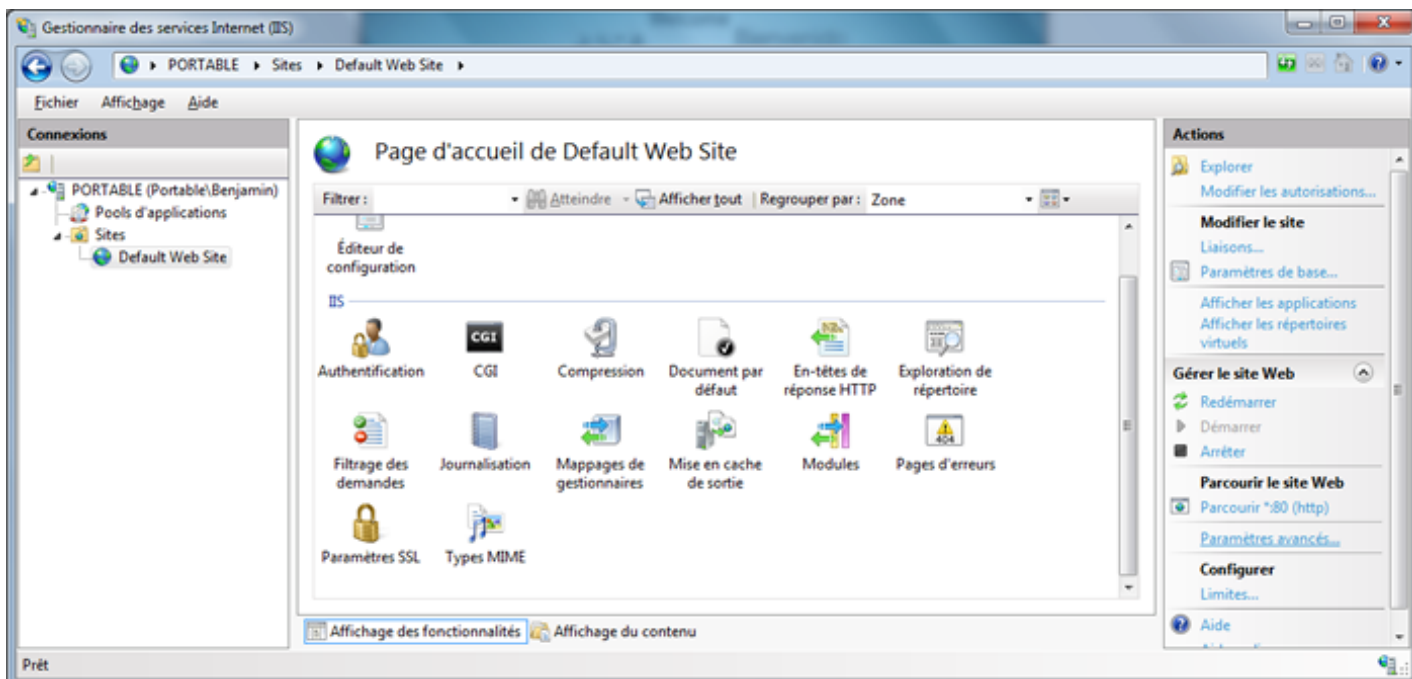 Gestionnaire des services Internet (IIS)
PORTABLE Sites Default Web Site
Fichier Affichage Aide
Connexions
PORTABLE (Portable\Benjamin)
Pools d'applications
Sites
Default Web Site
Page d'accueil de Default Web Site
Filtrer : Atteindre Afficher tout Regrouper par : Zone
Éditeur de
configuration
IIS
Authentification
CGI
CGI
Compression
Document par
défaut
En-têtes de
réponse HTTP
Exploration de
répertoire
Filtrage des
demandes
Journalisation
Mappages de
gestionnaires
Mise en cache
de sortie
Modules
404
Pages d'erreurs
Paramètres SSL
Types MIME
Affichage des fonctionnalités Affichage du contenu
Actions
Explorer
Modifier les autorisations...
Modifier le site
Liaisons...
Paramètres de base...
Afficher les applications
Afficher les répertoires
virtuels
Gérer le site Web
Redémarrer
Démarrer
Arrêter
Parcourir le site Web
Parcourir *:80 (http)
Paramètres avancés...
Configurer
Limites...
Aide
Prêt